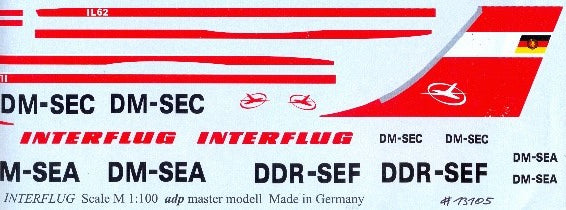 IL62
DM-SEC DM-SEC
INTERFLUG INTERFLUG DM-SEC DM-SEC
M-SEA DM-SEA DDR-SEF DDR-SEF DM-SEA
DM-SEA
INTERFLUG Scale M 1:100 adp master modell Made in Germany # 13105